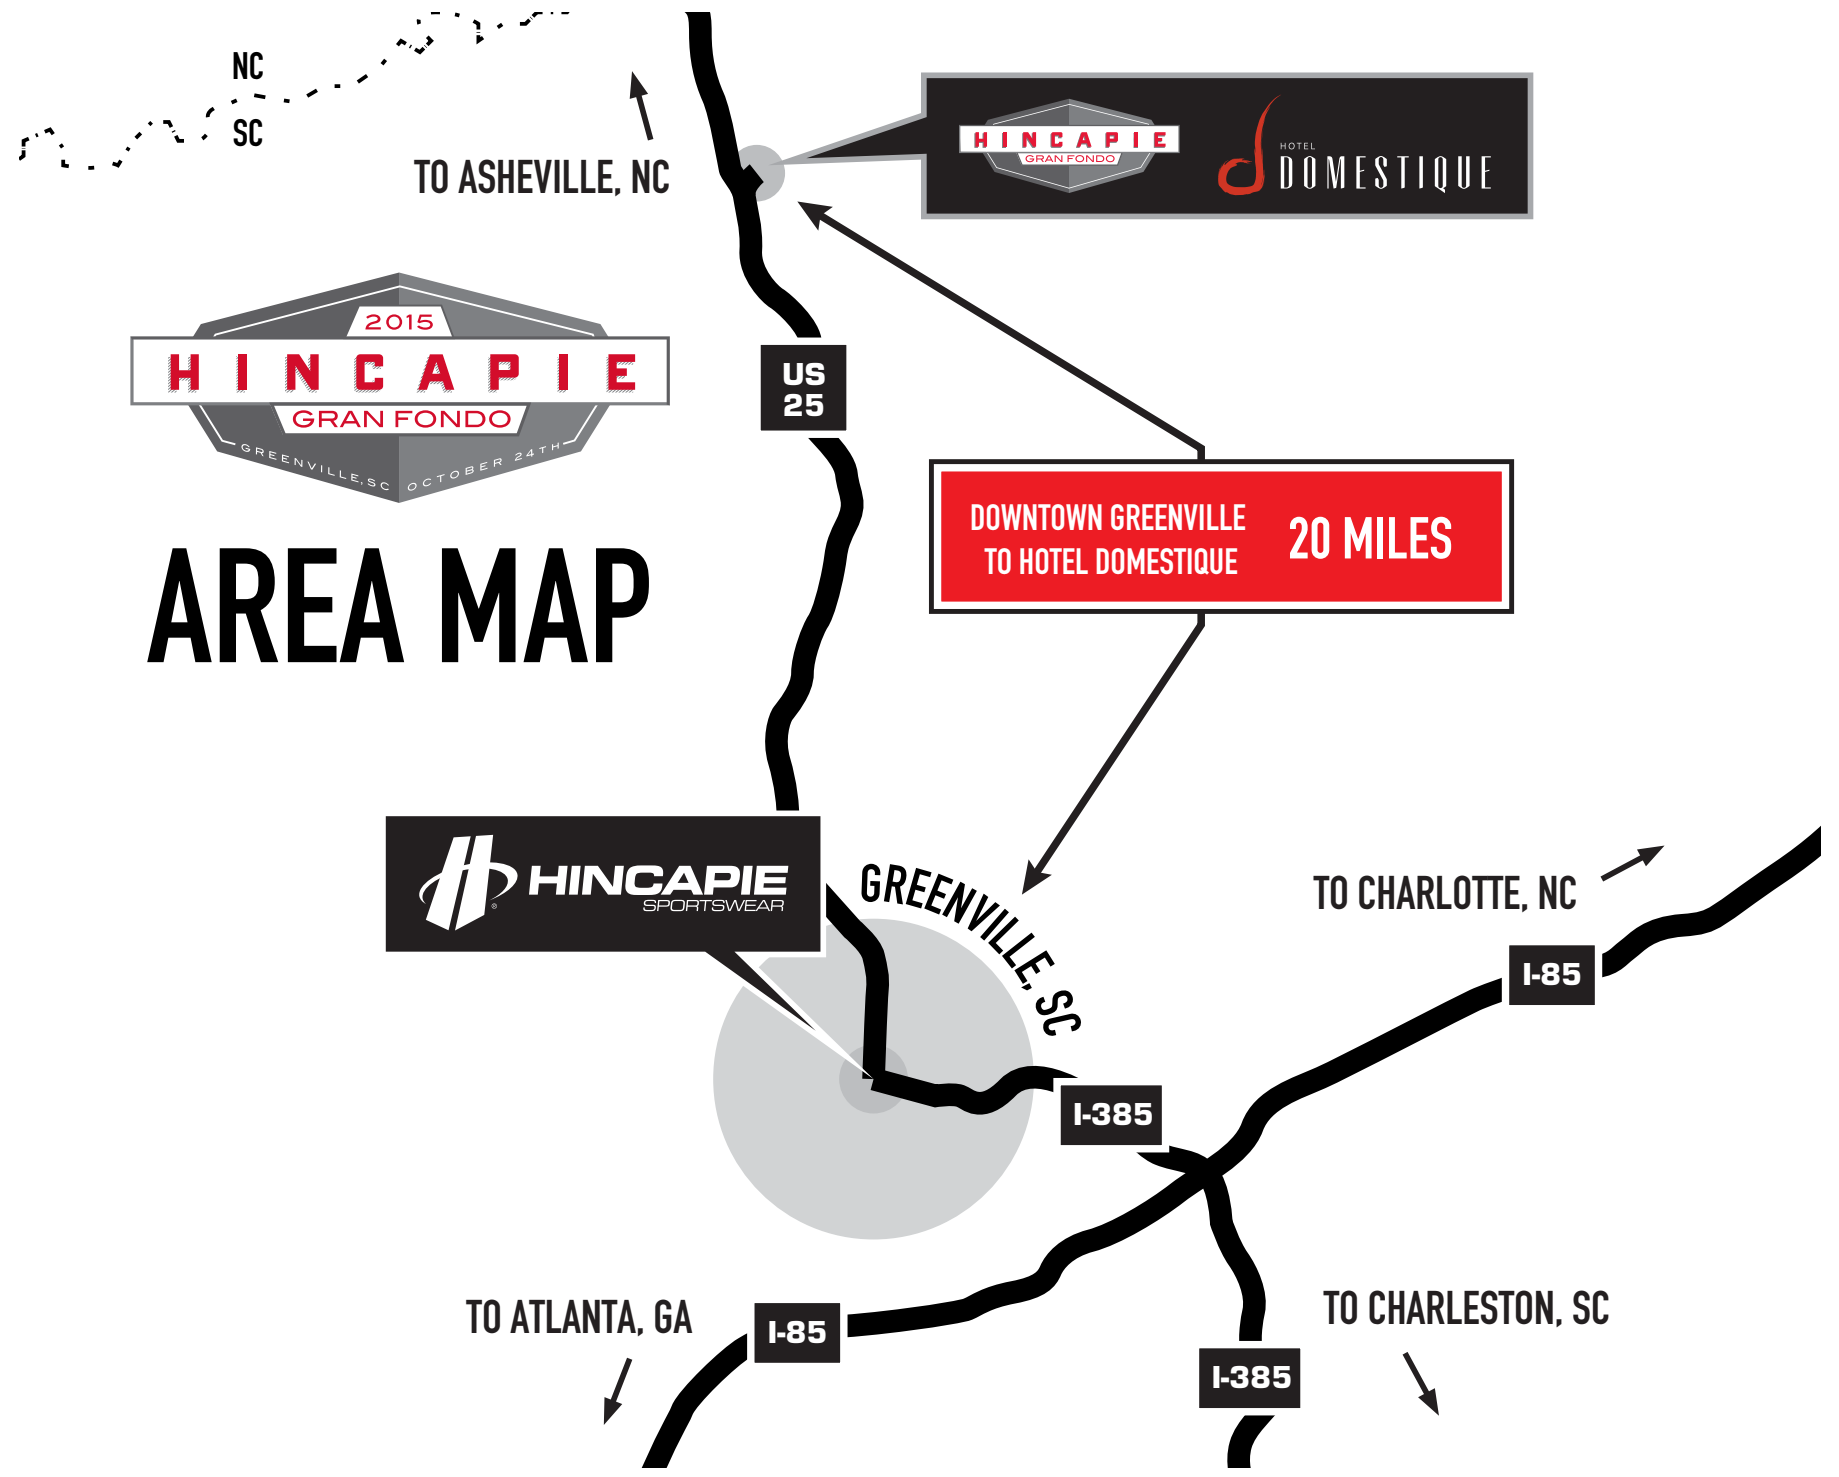 NC
SC
TO ASHEVILLE, NC
HINCAPIE
GRAN FONDO
HOTEL
DOMESTIQUE
2015
HINCAPIE
GRAN FONDO
GREENVILLE, SC OCTOBER 24TH
AREA MAP
US
25
DOWNTOWN GREENVILLE
TO HOTEL DOMESTIQUE
20 MILES
HINCAPIE
SPORTSWEAR
®
GREENVILLE, SC
TO CHARLOTTE, NC
I-85
I-385
TO ATLANTA, GA
I-85
TO CHARLESTON, SC
I-385